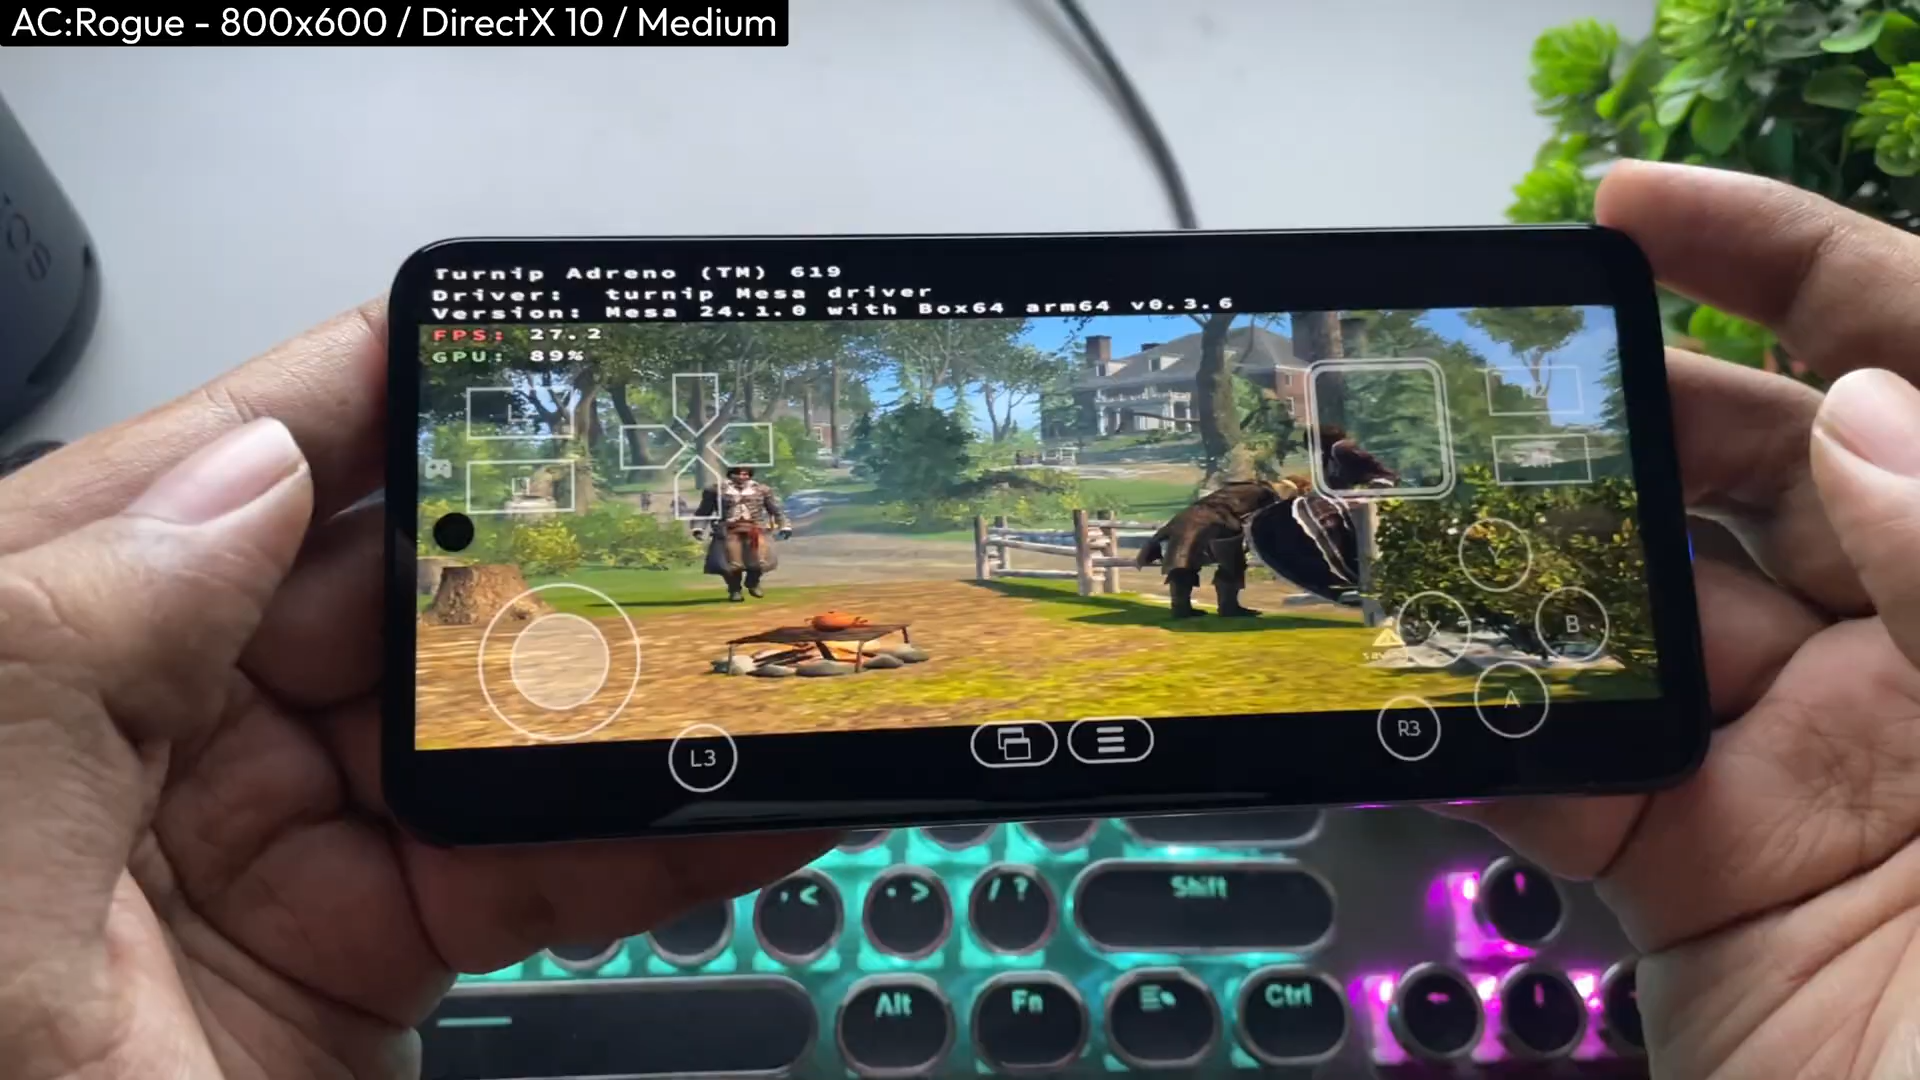 AC:Rogue - 800x600 / DirectX 10 / Medium
Turnip Adreno (TM) 619
Driver: turnip Mesa driver
Version: Mesa 24.1.0 with Box64 arm64 v0.3.6
FPS: 27.2
GPU: 89%
Y
X
B
A
L3
R3
, <
. >
/ ?
Shift
Alt
Fn
Ctrl